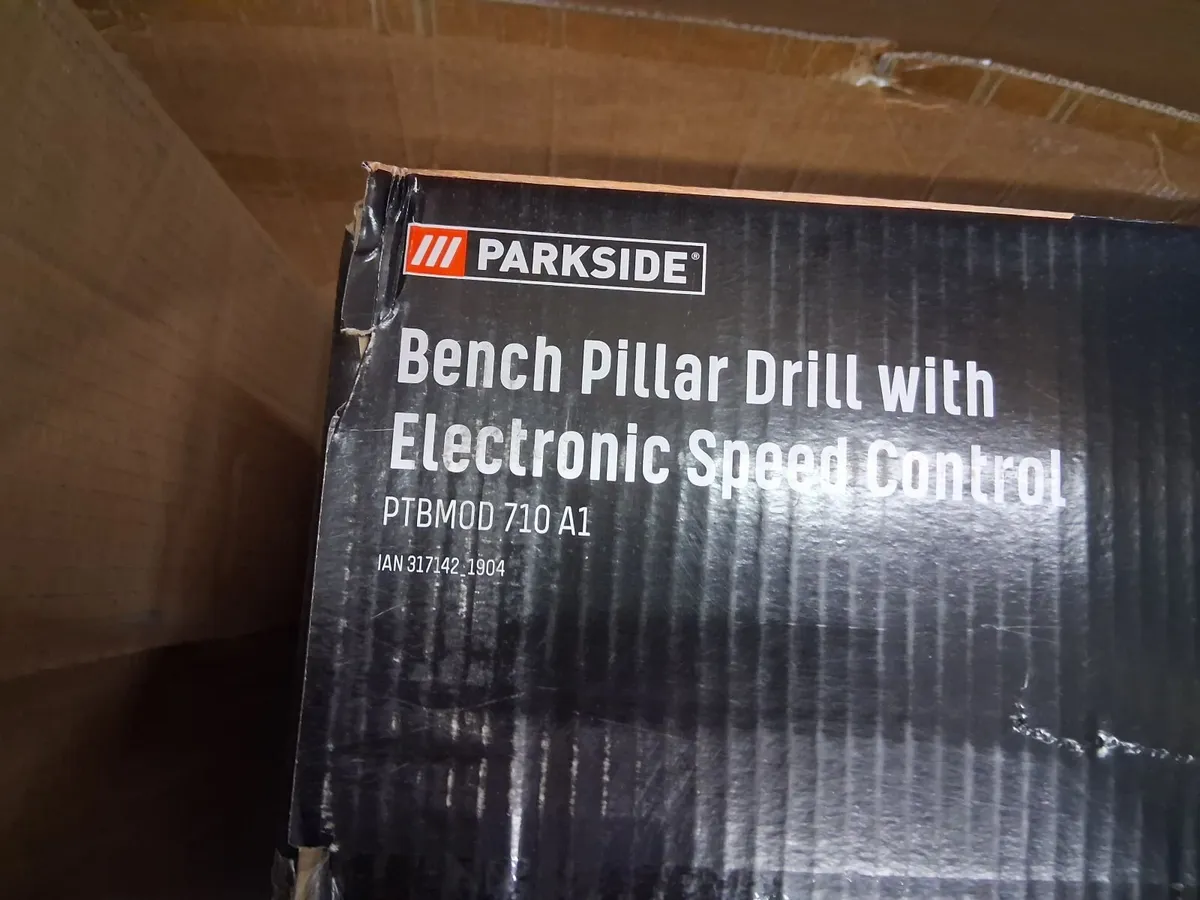 PARKSIDE®
Bench Pillar Drill with
Electronic Speed Control
PTBMOD 710 A1
IAN 317142_1904